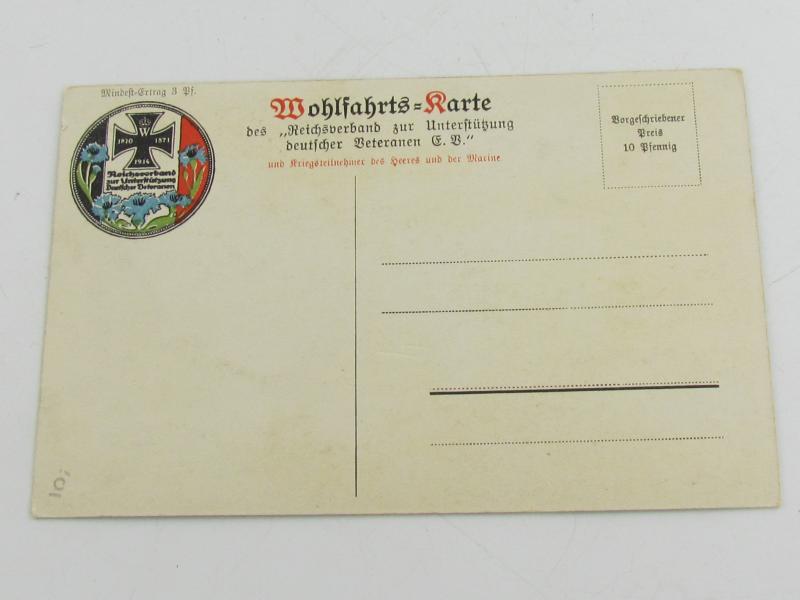 Mindest-Ertrag 3 Pf.
W
1870 1871
1914
Reichsverband
zur Unterstützung
Deutscher Veteranen
Wohlfahrts=Karte
des „Reichsverband zur Unterstützung
deutscher Veteranen E. V."
und Kriegsteilnehmer des Heeres und der Marine
Vorgeschriebener
Preis
10 Pfennig
10,-